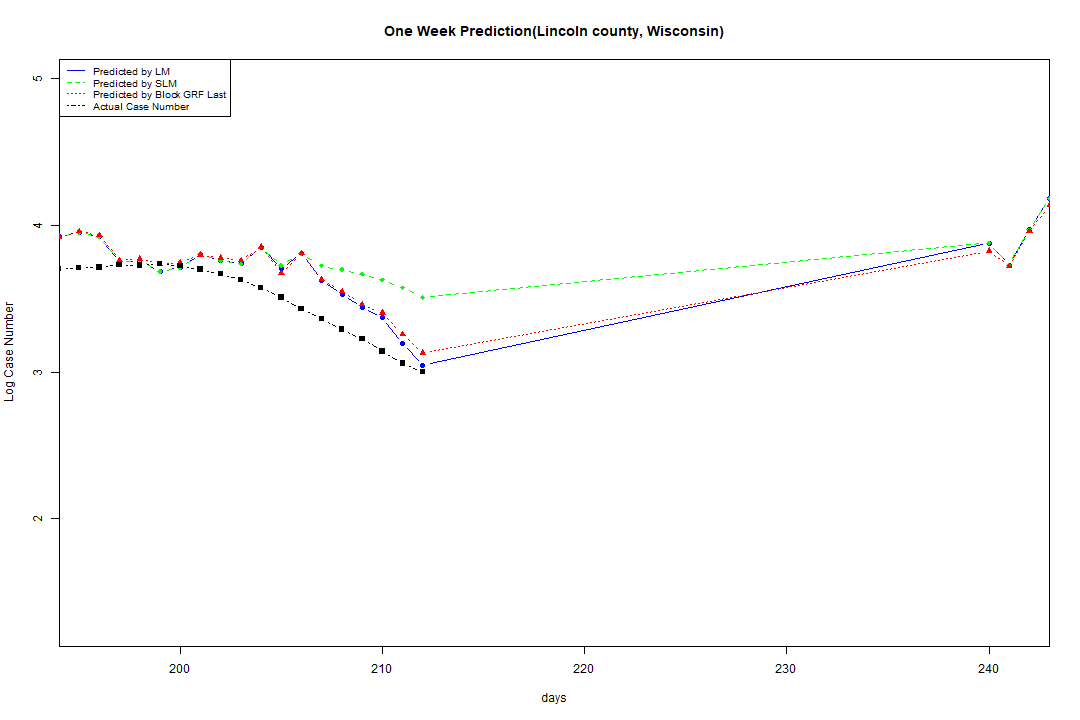 One Week Prediction(Lincoln county, Wisconsin)
Predicted by LM
Predicted by SLM
Predicted by Block GRF Last
Actual Case Number
5
4
3
2
Log Case Number
200 210 220 230 240
days